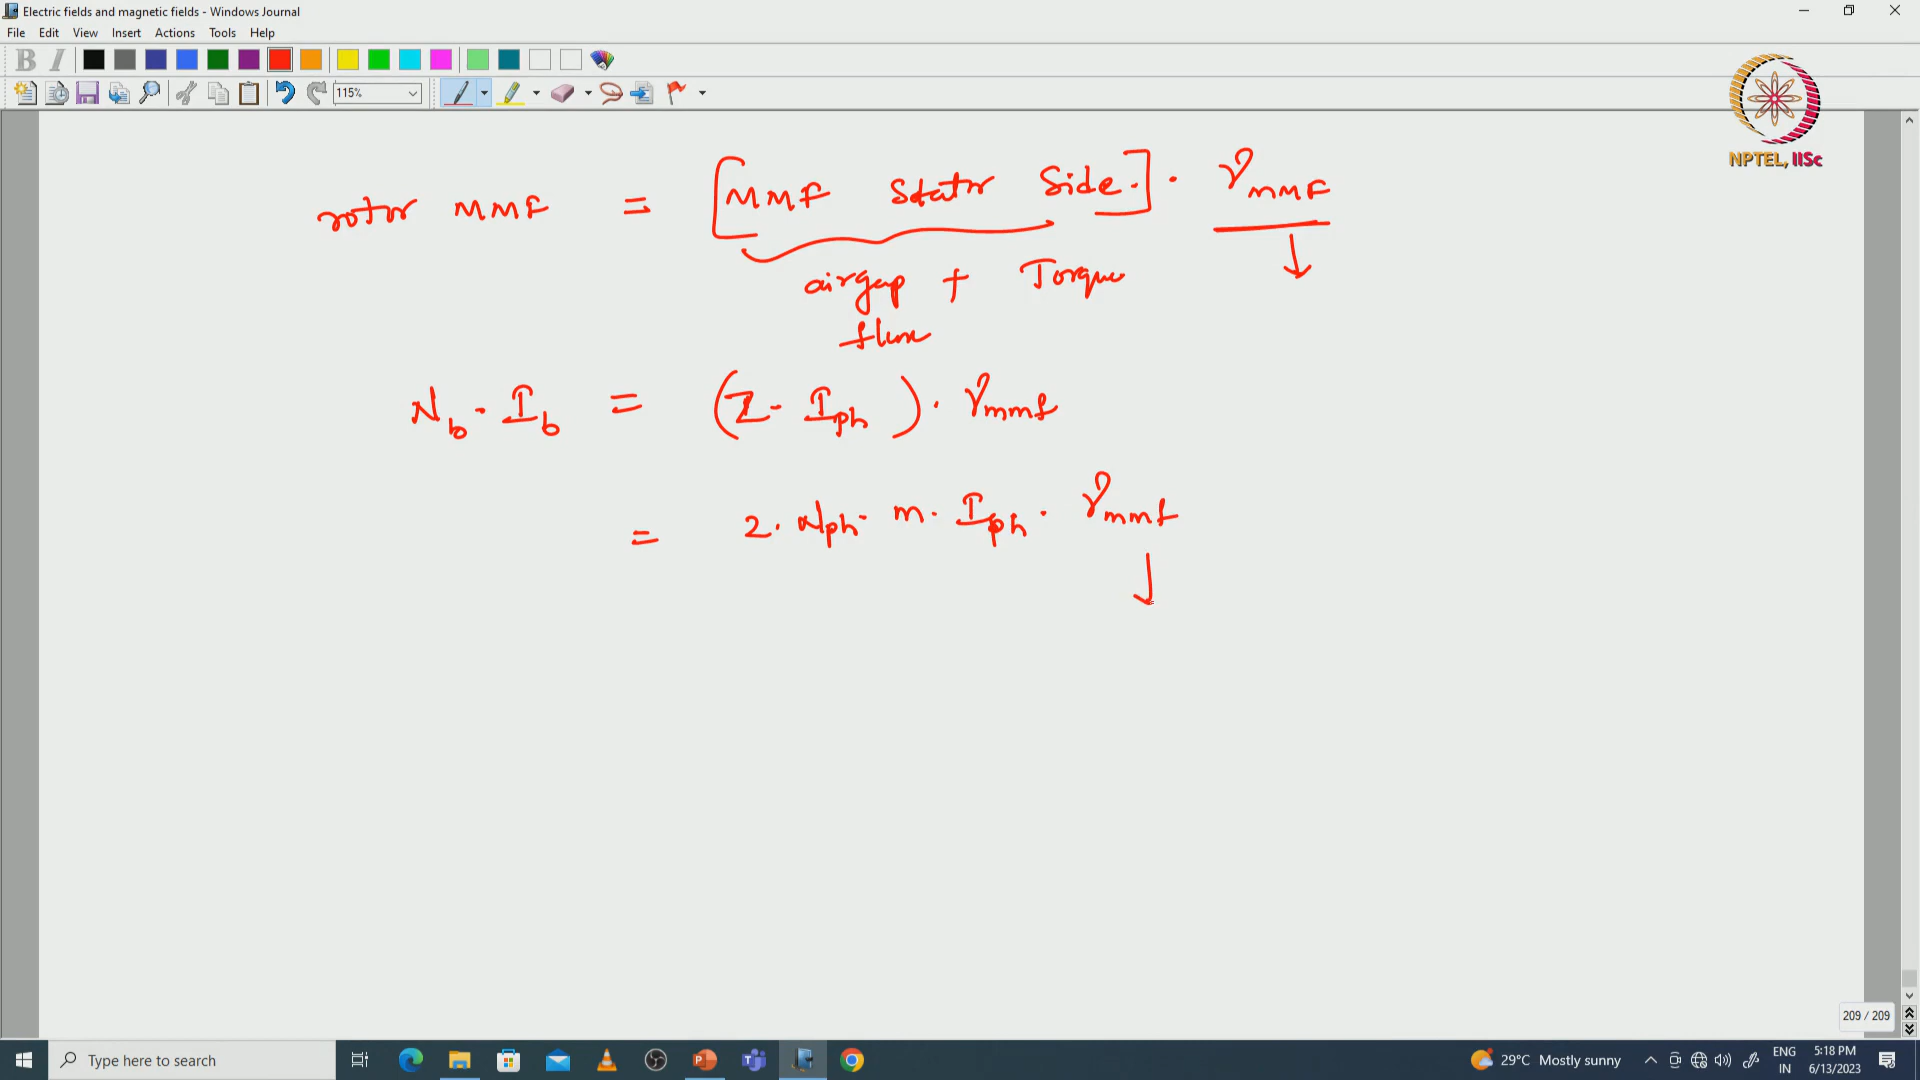 Electric fields and magnetic fields - Windows Journal
File Edit View Insert Actions Tools Help
B I
115%
NPTEL, IISc
rotor MMF = [MMF Stator Side.] . γMMF
airgap + Torque
flux
Nb . Ib = (Z . Iph) . γmmf
= 2 . Nph . m . Iph . γmmf
209 / 209
Type here to search
29°C Mostly sunny
ENG
IN
5:18 PM
6/13/2023